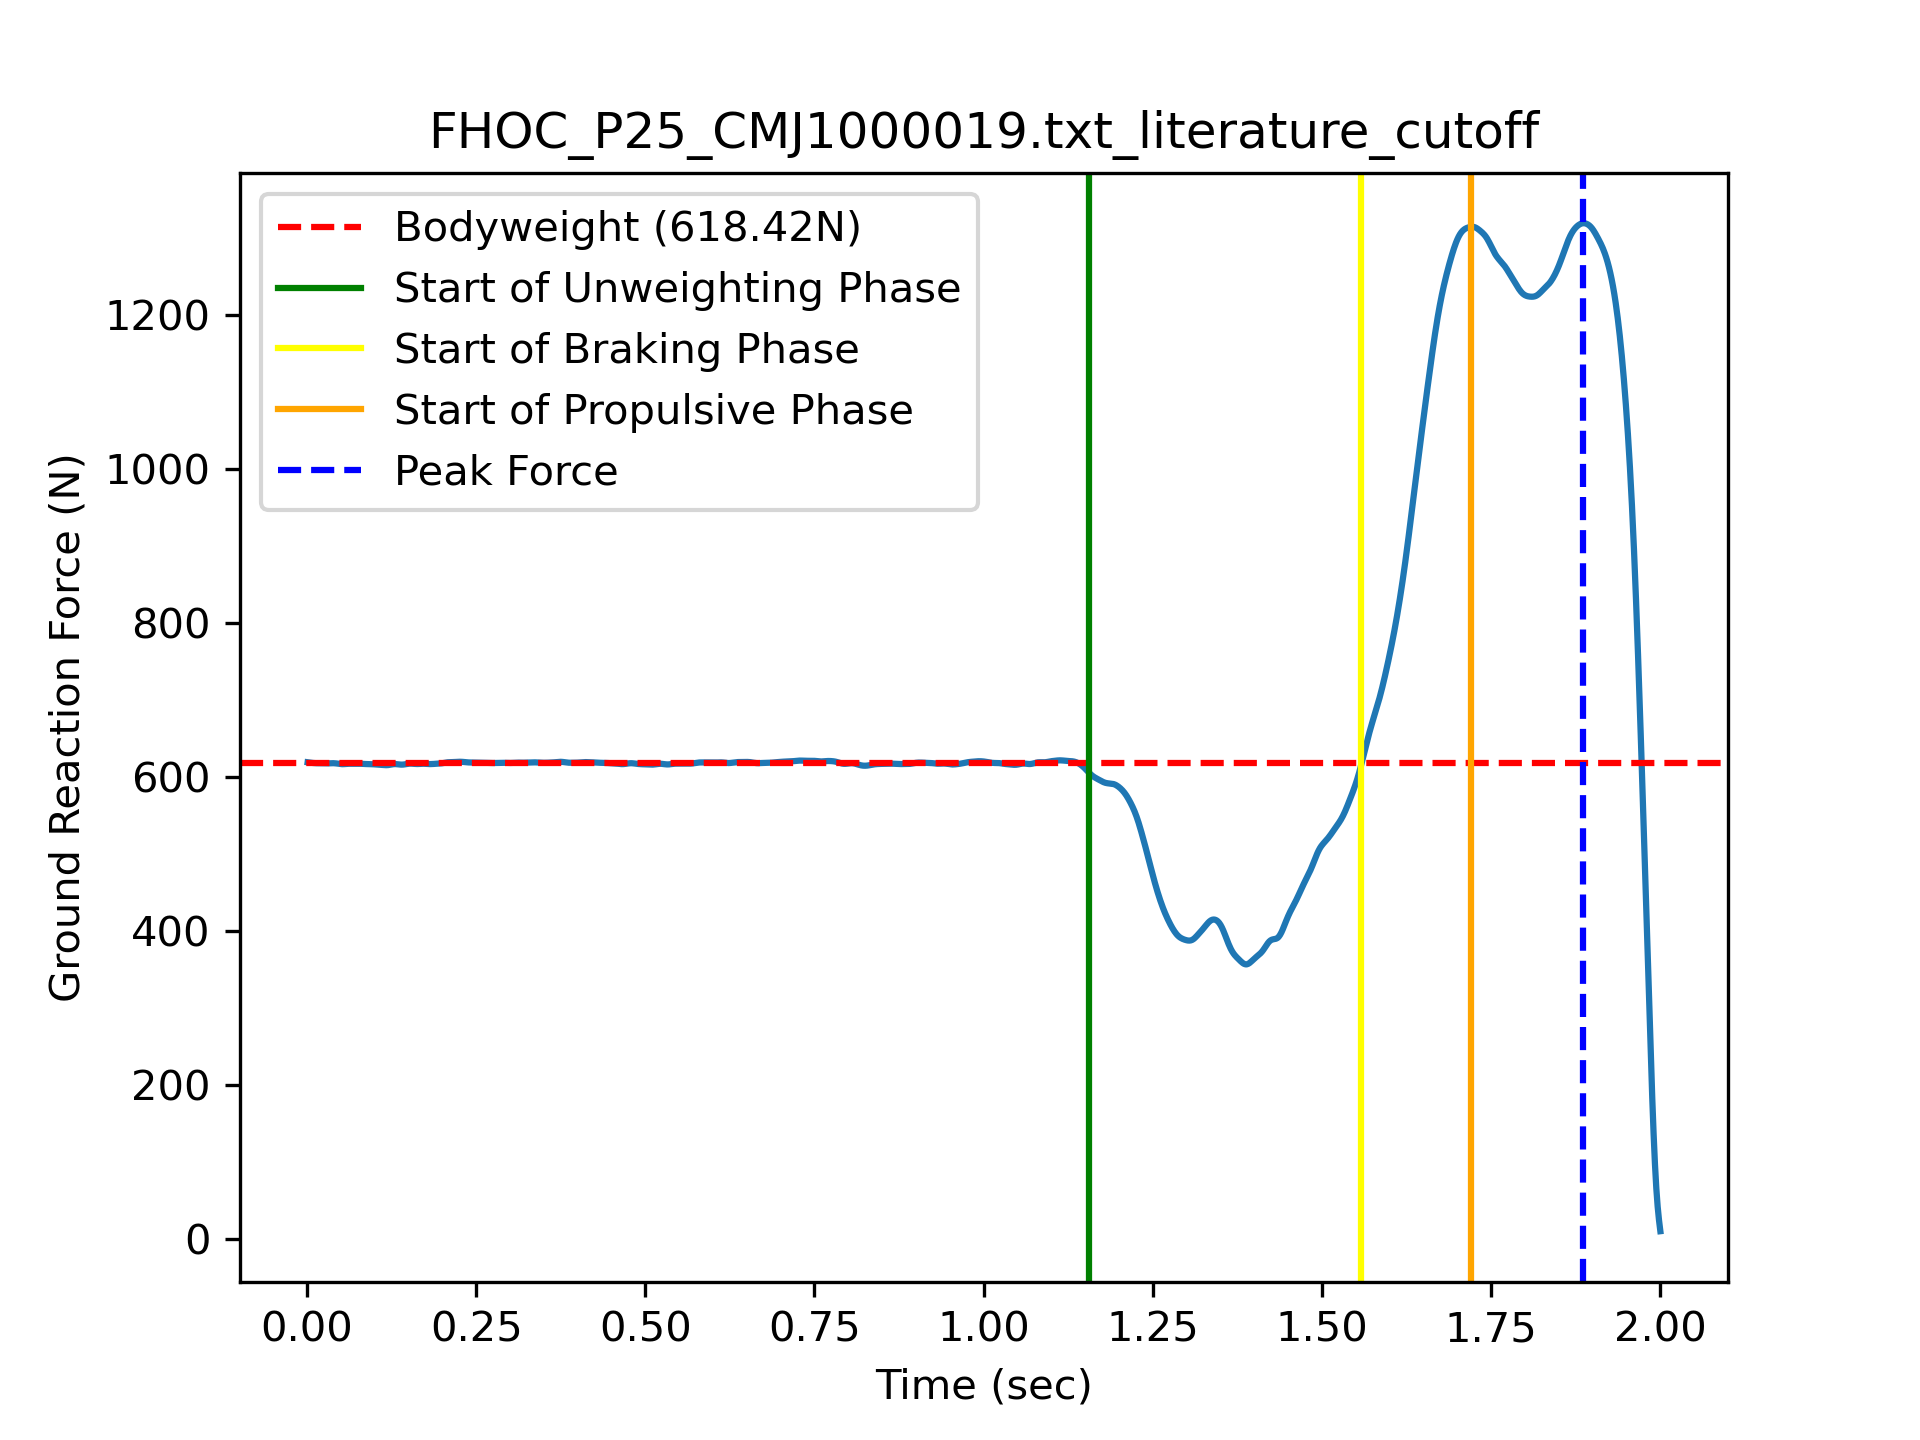 FHOC_P25_CMJ1000019.txt_literature_cutoff
Bodyweight (618.42N)
Start of Unweighting Phase
Start of Braking Phase
Start of Propulsive Phase
Peak Force
Ground Reaction Force (N)
1200
1000
800
600
400
200
0
0.00 0.25 0.50 0.75 1.00 1.25 1.50 1.75 2.00
Time (sec)